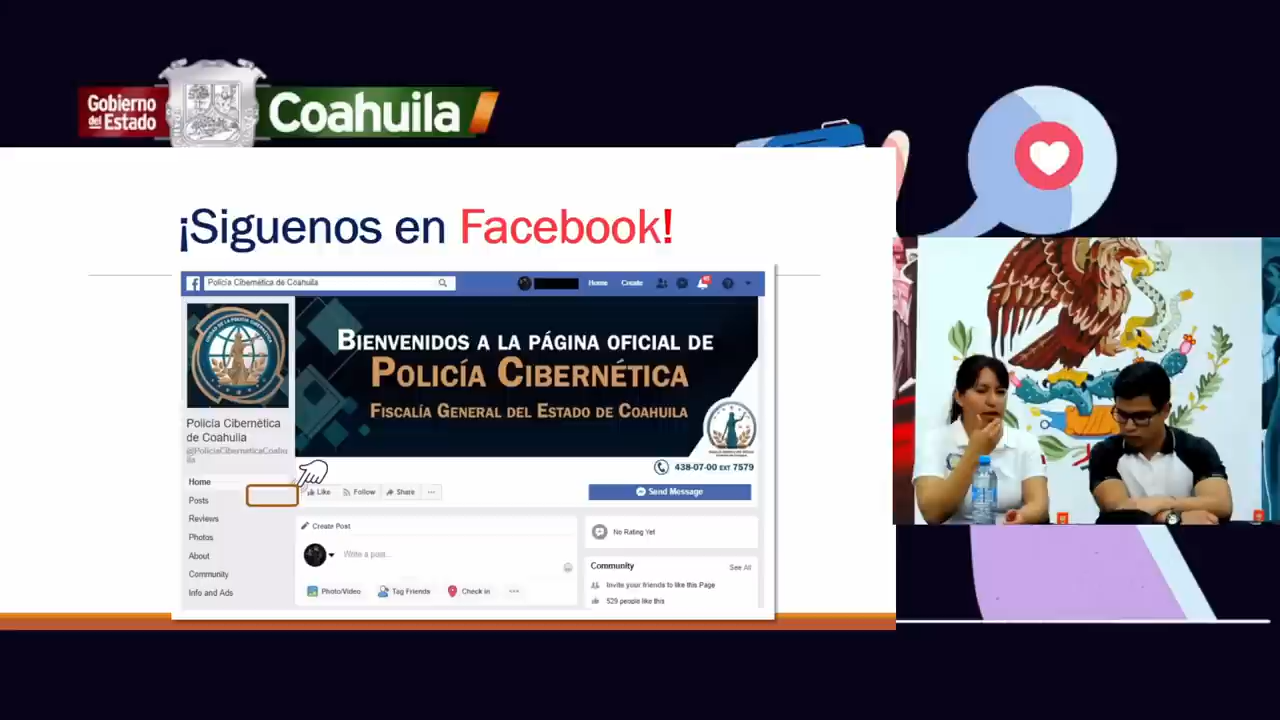 Gobierno
del Estado
Coahuila
¡Siguenos en Facebook!
Policía Cibernética de Coahuila
Home
Create
BIENVENIDOS A LA PÁGINA OFICIAL DE
POLICÍA CIBERNÉTICA
FISCALÍA GENERAL DEL ESTADO DE COAHUILA
438-07-00 EXT 7579
Policía Cibernética
de Coahuila
@PoliciaCiberneticaCoahu
ila
Home
Posts
Reviews
Photos
About
Community
Info and Ads
Like
Follow
Share
Send Message
Create Post
Write a post...
Photo/Video
Tag Friends
Check in
No Rating Yet
Community
See All
Invite your friends to like this Page
529 people like this